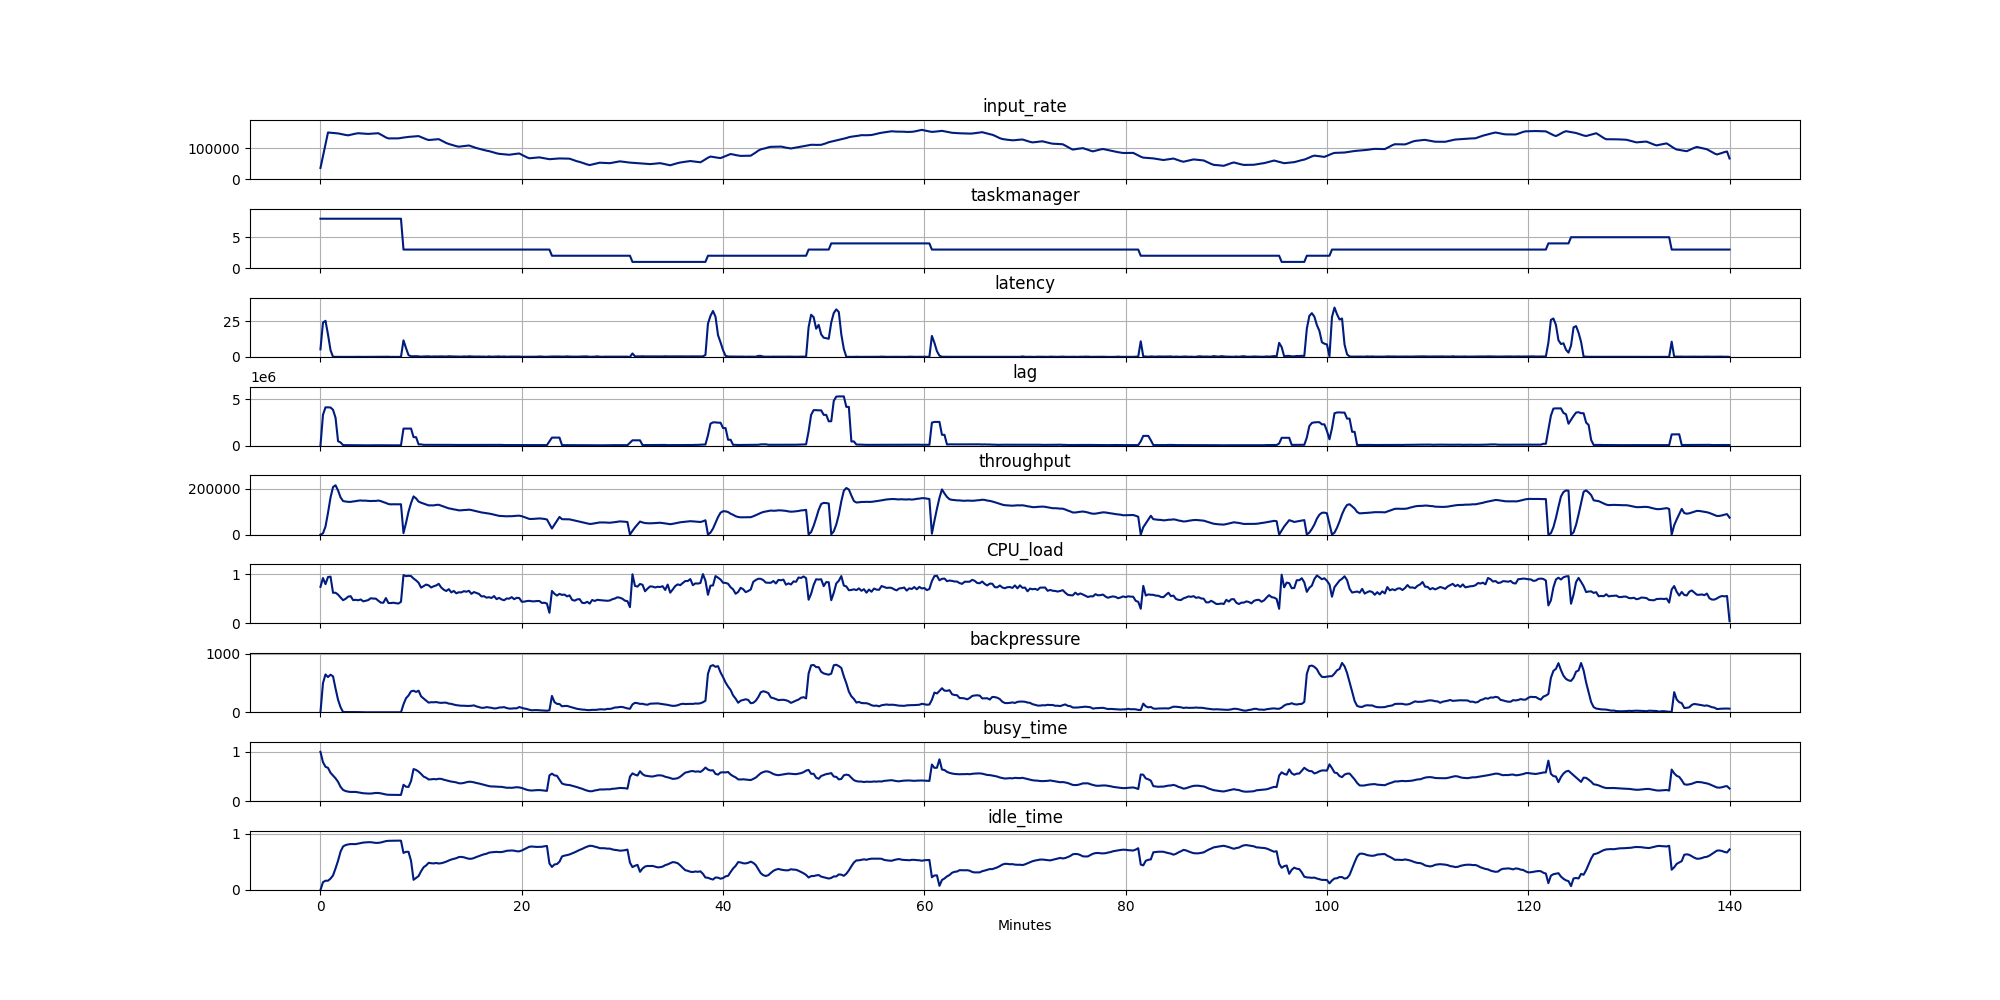 input_rate
100000
0
taskmanager
5
0
latency
25
0
1e6
lag
5
0
throughput
200000
0
CPU_load
1
0
backpressure
1000
0
busy_time
1
0
idle_time
1
0
0 20 40 60 80 100 120 140
Minutes